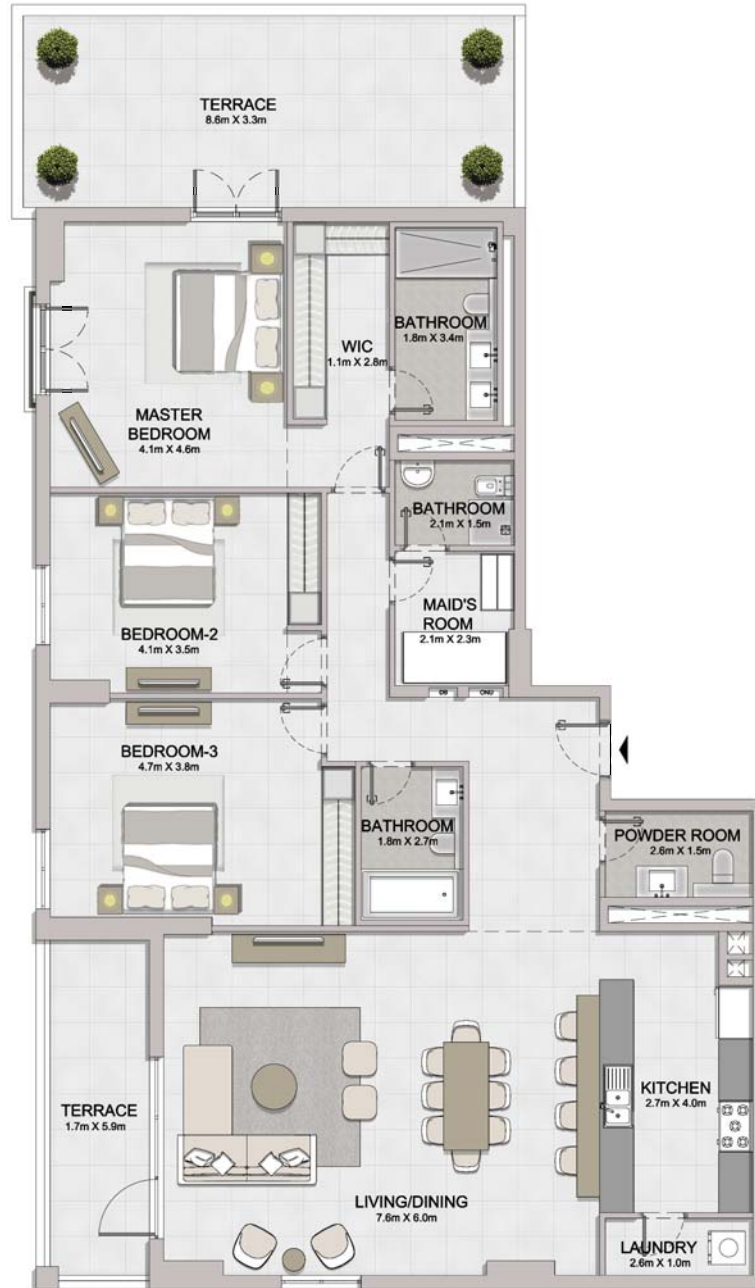 TERRACE
8.6m X 3.3m
BATHROOM
1.8m X 3.4m
WIC
1.1m X 2.8m
MASTER
BEDROOM
4.1m X 4.6m
BATHROOM
2.1m X 1.5m
MAID'S
ROOM
2.1m X 2.3m
BEDROOM-2
4.1m X 3.5m
DB
ONU
BEDROOM-3
4.7m X 3.8m
BATHROOM
1.8m X 2.7m
POWDER ROOM
2.6m X 1.5m
KITCHEN
2.7m X 4.0m
TERRACE
1.7m X 5.9m
LIVING/DINING
7.6m X 6.0m
LAUNDRY
2.6m X 1.0m